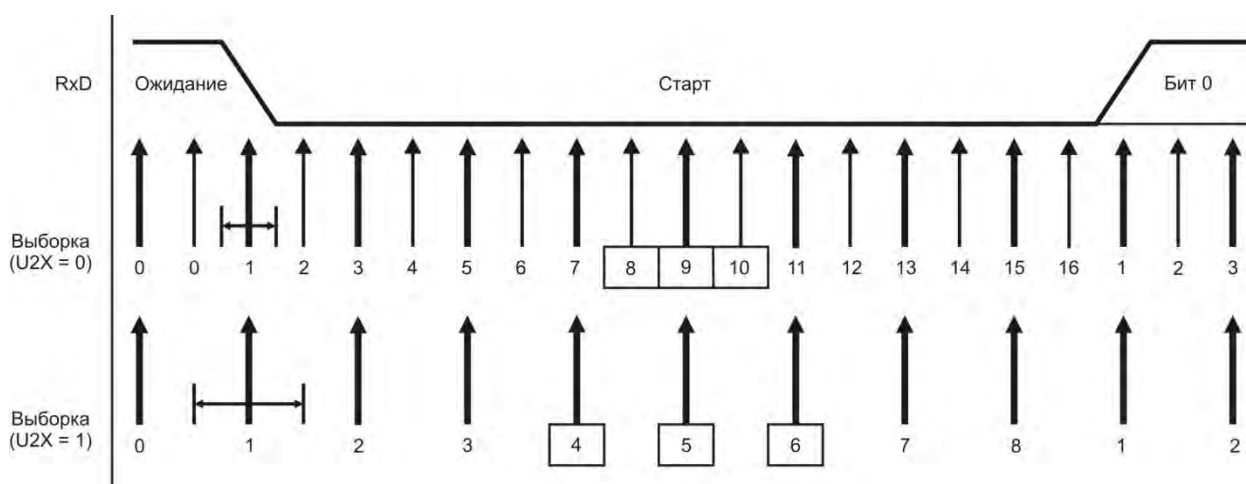 RxD
Ожидание
Старт
Бит 0
Выборка
(U2X = 0)
0 0 1 2 3 4 5 6 7 8 9 10 11 12 13 14 15 16 1 2 3
Выборка
(U2X = 1)
0 1 2 3 4 5 6 7 8 1 2